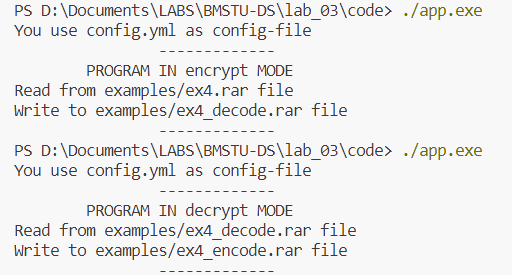 PS D:\Documents\LABS\BMSTU-DS\lab_03\code> ./app.exe
You use config.yml as config-file
-------------
PROGRAM IN encrypt MODE
Read from examples/ex4.rar file
Write to examples/ex4_decode.rar file
-------------
PS D:\Documents\LABS\BMSTU-DS\lab_03\code> ./app.exe
You use config.yml as config-file
-------------
PROGRAM IN decrypt MODE
Read from examples/ex4_decode.rar file
Write to examples/ex4_encode.rar file
-------------